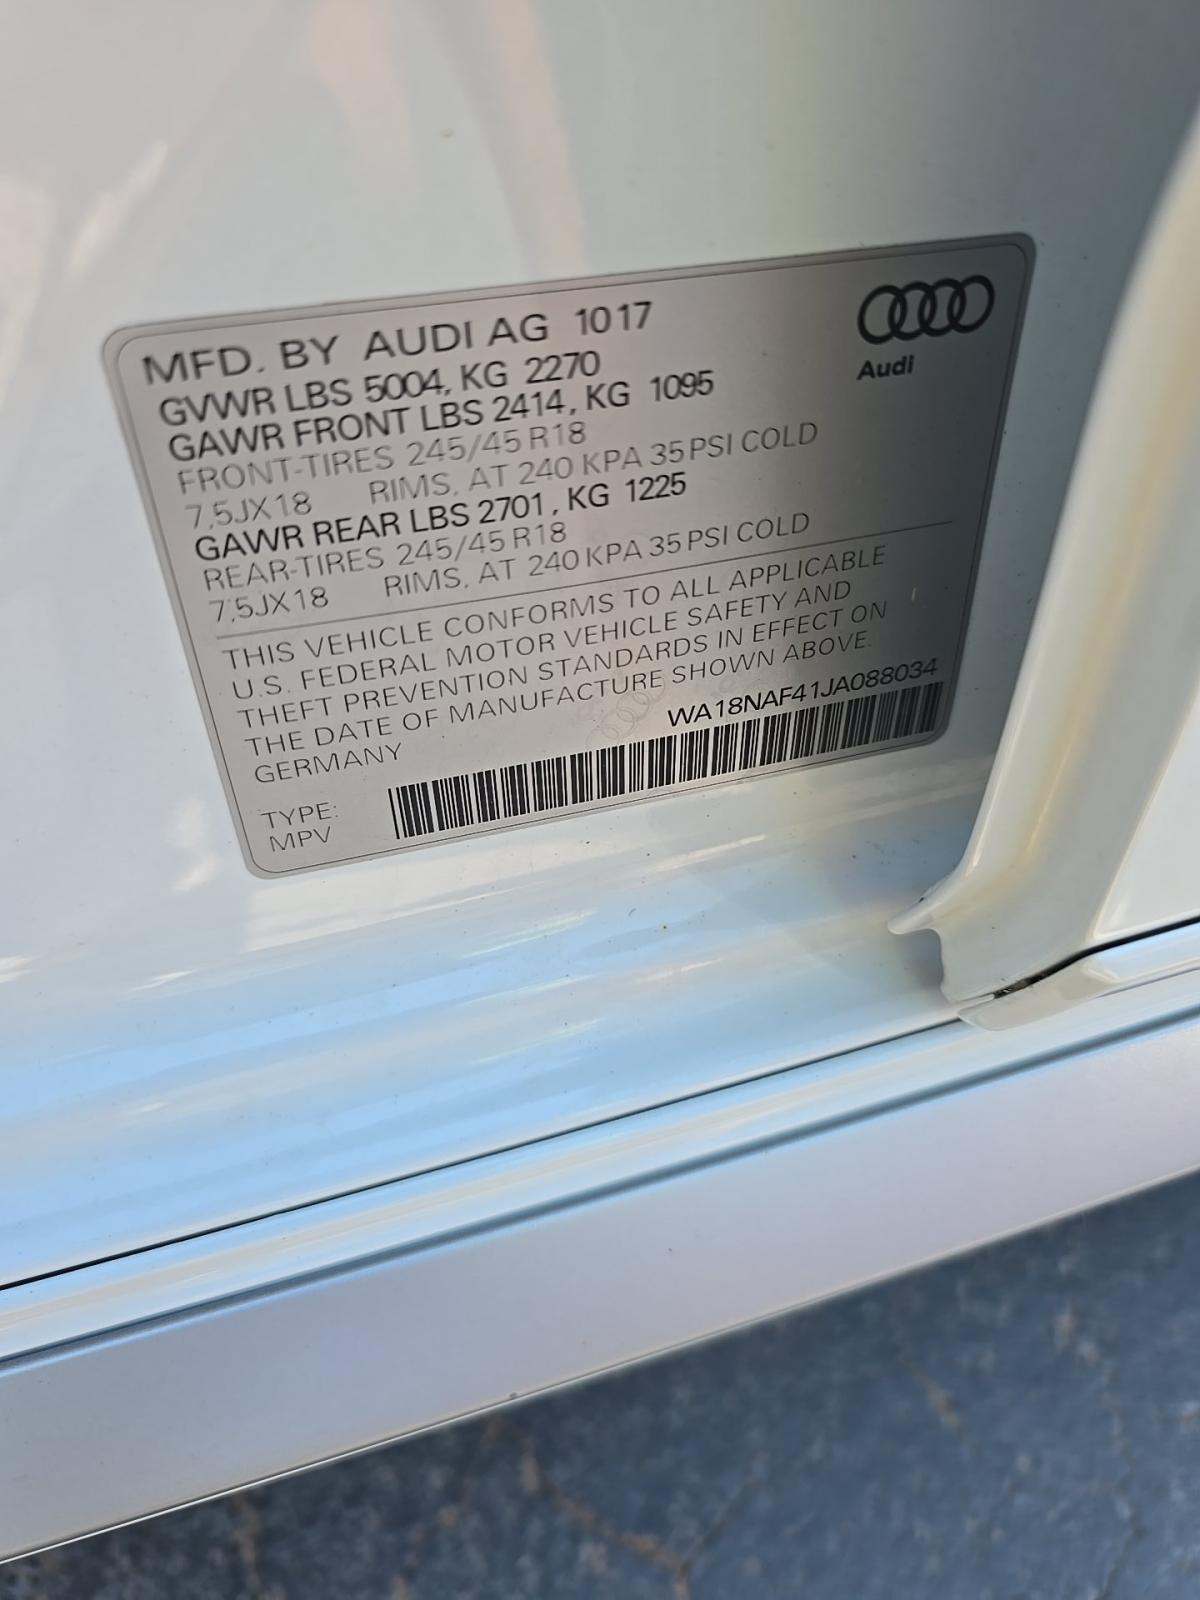 MFD. BY AUDI AG 1017
GVWR LBS 5004, KG 2270
GAWR FRONT LBS 2414, KG 1095
FRONT-TIRES 245/45 R18
7,5JX18 RIMS, AT 240 KPA 35 PSI COLD
GAWR REAR LBS 2701, KG 1225
REAR-TIRES 245/45 R18
7,5JX18 RIMS, AT 240 KPA 35 PSI COLD
THIS VEHICLE CONFORMS TO ALL APPLICABLE
U.S. FEDERAL MOTOR VEHICLE SAFETY AND
THEFT PREVENTION STANDARDS IN EFFECT ON
THE DATE OF MANUFACTURE SHOWN ABOVE.
GERMANY
WA18NAF41JA088034
TYPE:
MPV
Audi